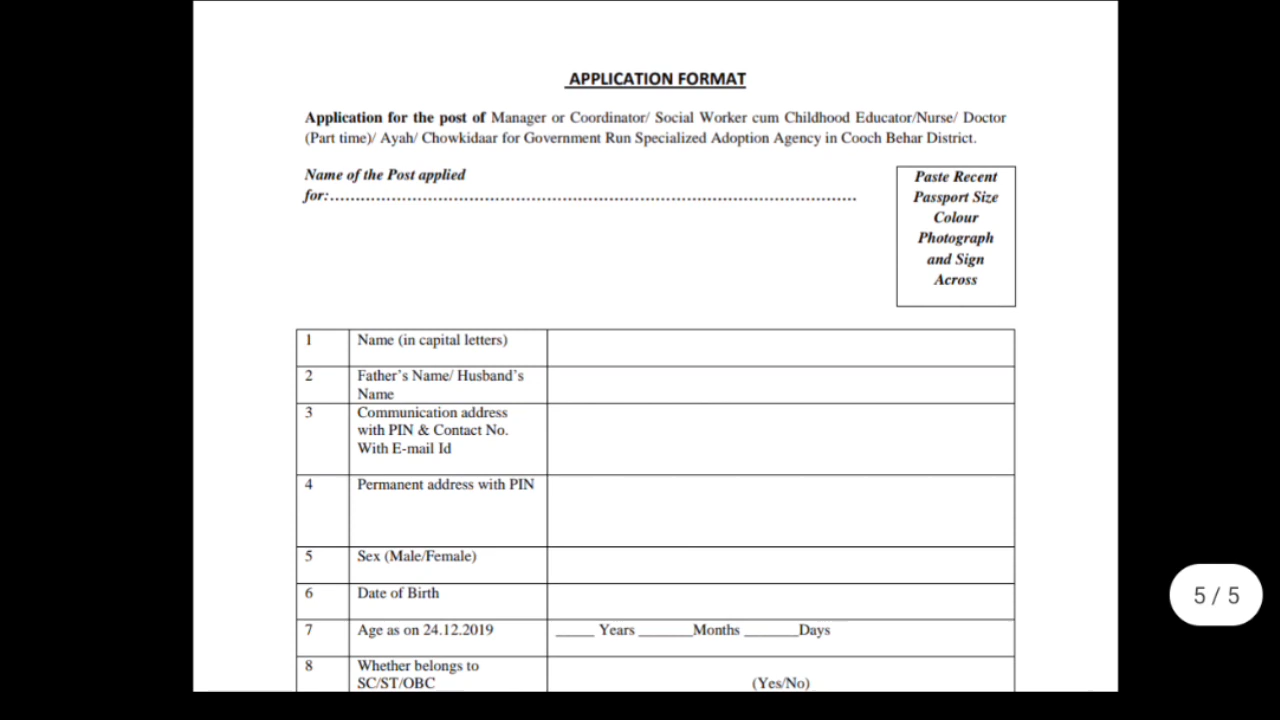 APPLICATION FORMAT
Application for the post of Manager or Coordinator/ Social Worker cum Childhood Educator/Nurse/ Doctor
(Part time)/ Ayah/ Chowkidaar for Government Run Specialized Adoption Agency in Cooch Behar District.
Name of the Post applied
for:.......................................................................................................
Paste Recent
Passport Size
Colour
Photograph
and Sign
Across
1 Name (in capital letters)
2 Father's Name/ Husband's
Name
3 Communication address
with PIN & Contact No.
With E-mail Id
4 Permanent address with PIN
5 Sex (Male/Female)
6 Date of Birth
7 Age as on 24.12.2019 _____ Years _______Months _______Days
8 Whether belongs to
SC/ST/OBC (Yes/No)
5 / 5